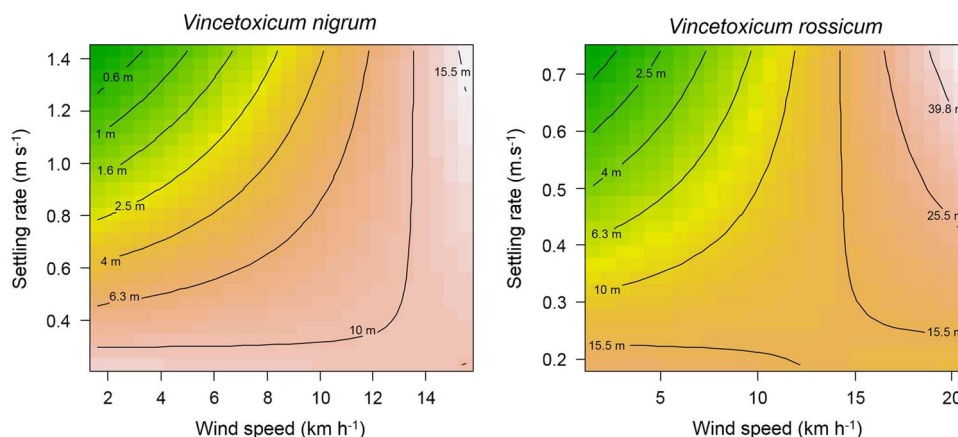 Vincetoxicum nigrum
Settling rate (m s-1)
1.4
1.2
1.0
0.8
0.6
0.4
0.6 m
1 m
1.6 m
2.5 m
4 m
6.3 m
10 m
15.5 m
2
4
6
8
10
12
14
Wind speed (km h-1)
Vincetoxicum rossicum
Settling rate (m.s-1)
0.7
0.6
0.5
0.4
0.3
0.2
2.5 m
4 m
6.3 m
10 m
15.5 m
39.8 m
25.5 m
15.5 m
5
10
15
20
Wind speed (km h-1)